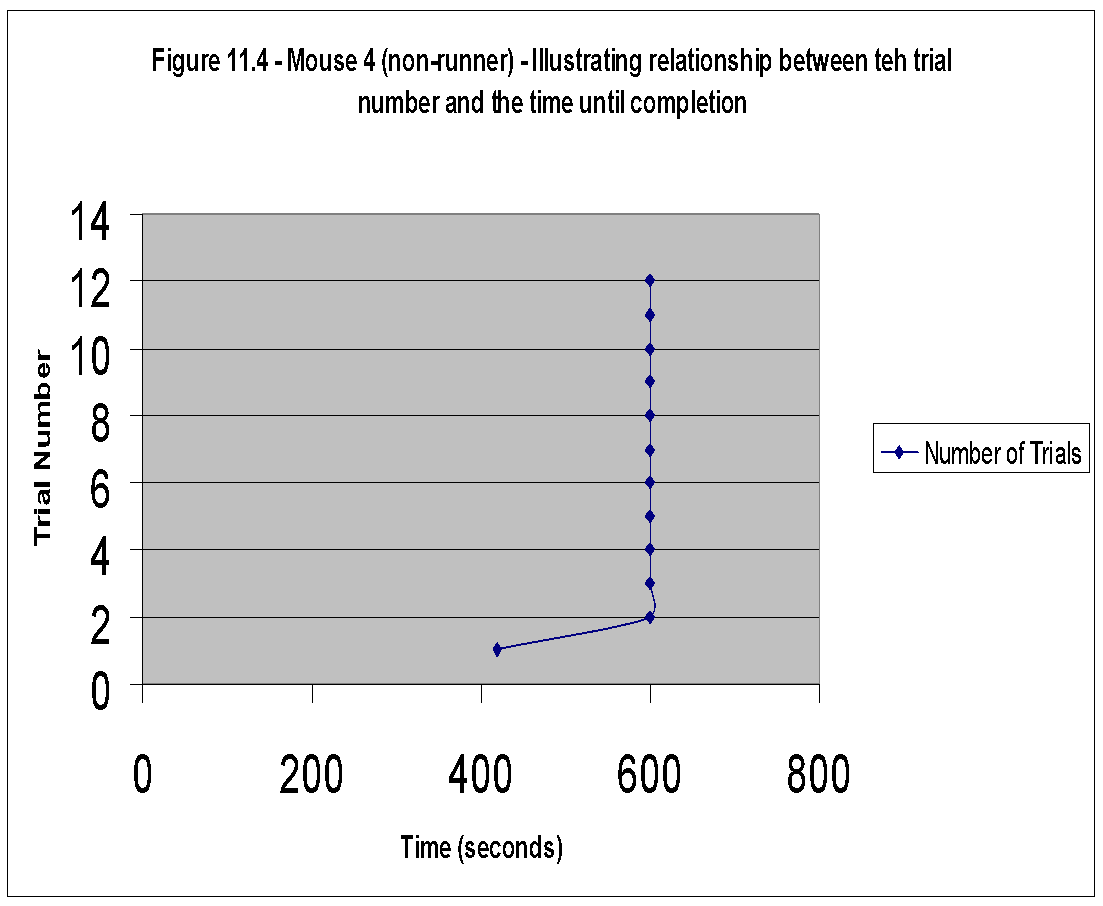 Figure 11.4 - Mouse 4 (non-runner) - Illustrating relationship between teh trial
number and the time until completion
14
12
10
8
6
4
2
0
Trial Number
0 200 400 600 800
Time (seconds)
Number of Trials